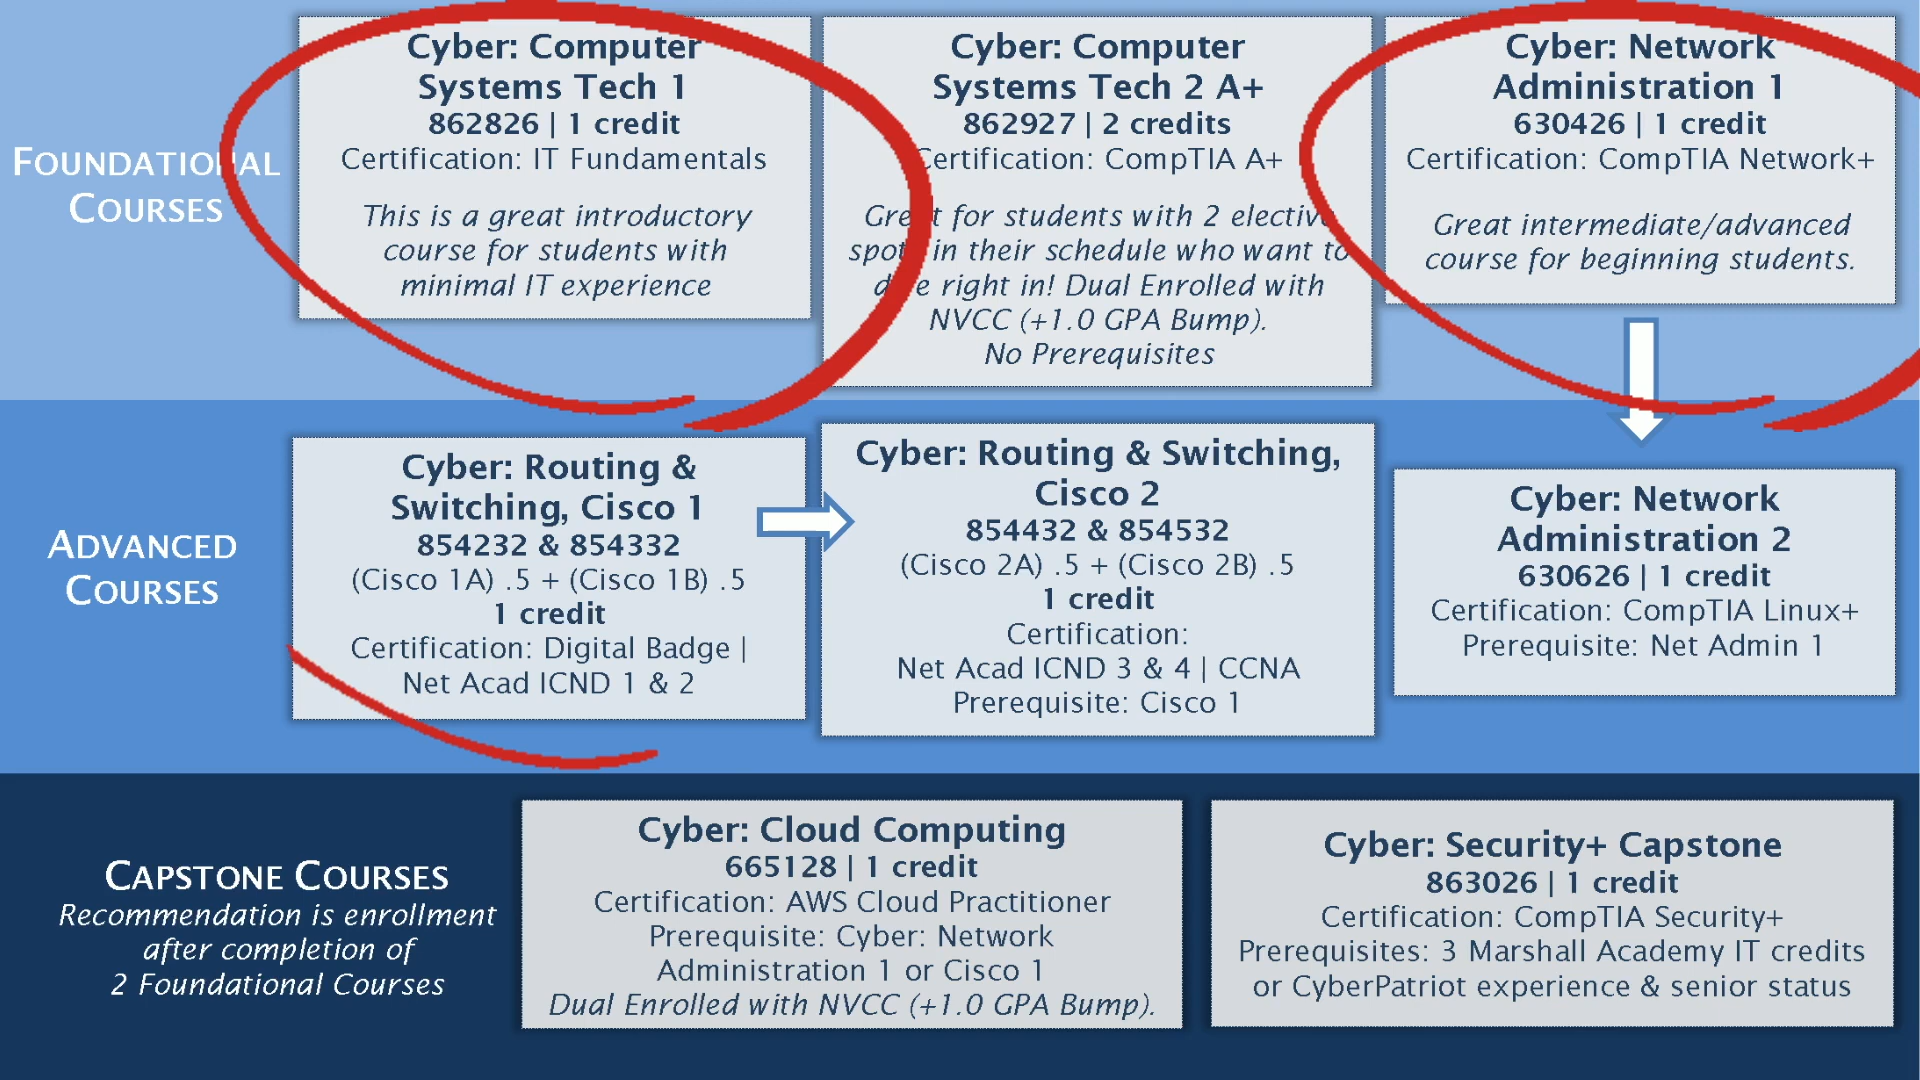 FOUNDATIONAL
COURSES
Cyber: Computer
Systems Tech 1
862826 | 1 credit
Certification: IT Fundamentals
This is a great introductory
course for students with
minimal IT experience
Cyber: Computer
Systems Tech 2 A+
862927 | 2 credits
Certification: CompTIA A+
Great for students with 2 elective
spots in their schedule who want to
dive right in! Dual Enrolled with
NVCC (+1.0 GPA Bump).
No Prerequisites
Cyber: Network
Administration 1
630426 | 1 credit
Certification: CompTIA Network+
Great intermediate/advanced
course for beginning students.
ADVANCED
COURSES
Cyber: Routing &
Switching, Cisco 1
854232 & 854332
(Cisco 1A) .5 + (Cisco 1B) .5
1 credit
Certification: Digital Badge |
Net Acad ICND 1 & 2
Cyber: Routing & Switching,
Cisco 2
854432 & 854532
(Cisco 2A) .5 + (Cisco 2B) .5
1 credit
Certification:
Net Acad ICND 3 & 4 | CCNA
Prerequisite: Cisco 1
Cyber: Network
Administration 2
630626 | 1 credit
Certification: CompTIA Linux+
Prerequisite: Net Admin 1
CAPSTONE COURSES
Recommendation is enrollment
after completion of
2 Foundational Courses
Cyber: Cloud Computing
665128 | 1 credit
Certification: AWS Cloud Practitioner
Prerequisite: Cyber: Network
Administration 1 or Cisco 1
Dual Enrolled with NVCC (+1.0 GPA Bump).
Cyber: Security+ Capstone
863026 | 1 credit
Certification: CompTIA Security+
Prerequisites: 3 Marshall Academy IT credits
or CyberPatriot experience & senior status